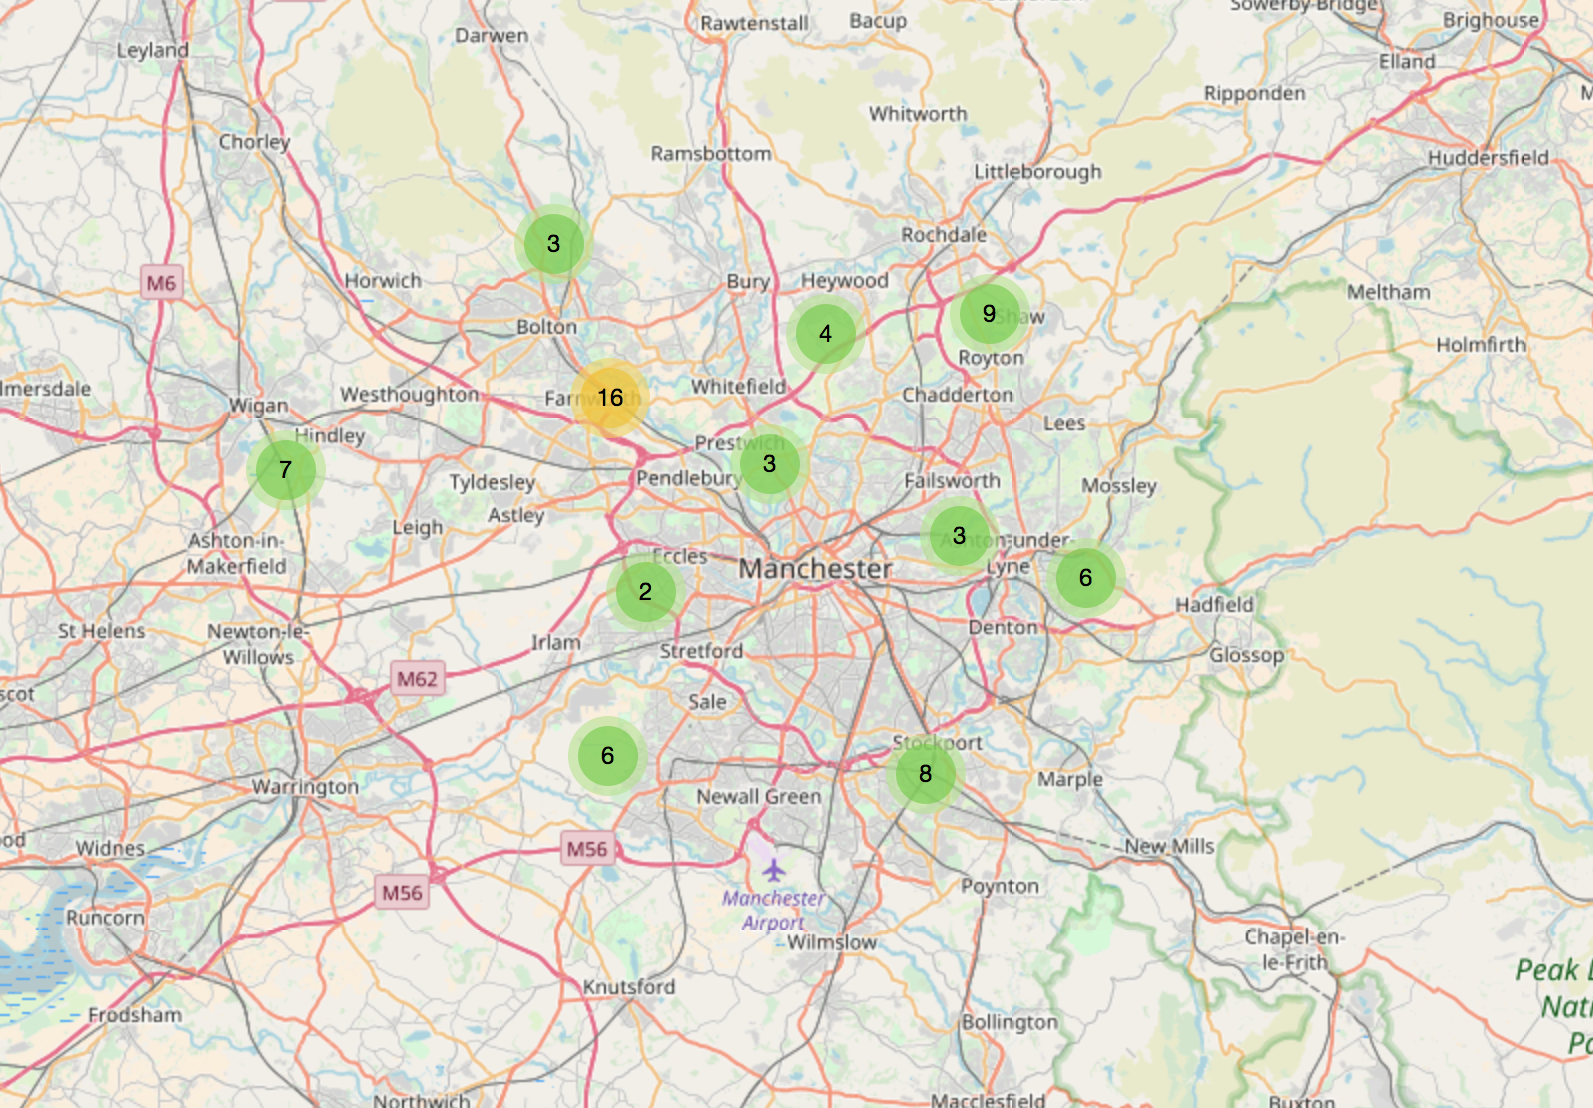 Sowerby Bridge
Rawtenstall
Bacup
Brighouse
Darwen
Leyland
Elland
Ripponden
Whitworth
Chorley
Ramsbottom
Huddersfield
Littleborough
Rochdale
3
M6
Horwich
Bury
Heywood
Meltham
9
Shaw
4
Bolton
Holmfirth
Royton
lmersdale
Westhoughton
16
Whitefield
Chadderton
Wigan
Hindley
Lees
Prestwich
3
7
Tyldesley
Pendlebury
Failsworth
Mossley
Astley
Leigh
3
Ashton-under-
Lyne
Ashton-in-
Makerfield
Eccles
Manchester
6
2
Hadfield
St Helens
Newton-le-
Willows
Irlam
Stretford
Denton
Glossop
M62
scot
Sale
Stockport
6
8
Marple
Warrington
Newall Green
od
Widnes
M56
New Mills
M56
Manchester
Airport
Poynton
Runcorn
Wilmslow
Chapel-en-
le-Frith
Knutsford
Peak
Nati
Frodsham
Bollington
Northwich
Macclesfield
Buxton